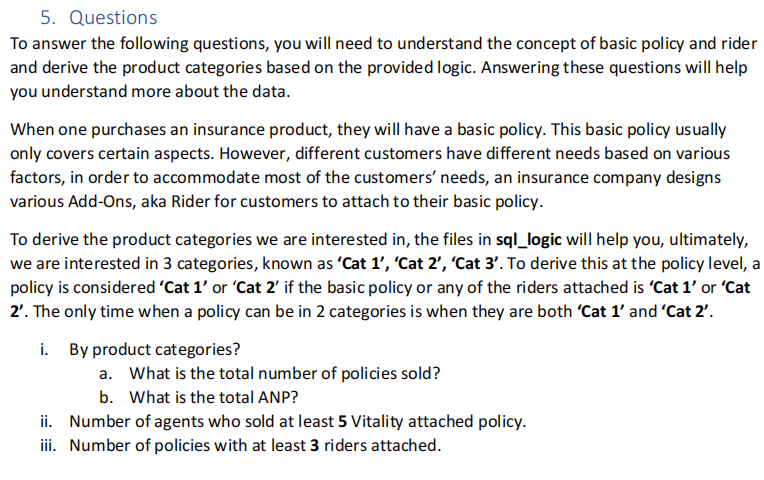 5. Questions
To answer the following questions, you will need to understand the concept of basic policy and rider
and derive the product categories based on the provided logic. Answering these questions will help
you understand more about the data.
When one purchases an insurance product, they will have a basic policy. This basic policy usually
only covers certain aspects. However, different customers have different needs based on various
factors, in order to accommodate most of the customers’ needs, an insurance company designs
various Add-Ons, aka Rider for customers to attach to their basic policy.
To derive the product categories we are interested in, the files in sql_logic will help you, ultimately,
we are interested in 3 categories, known as ‘Cat 1’, ‘Cat 2’, ‘Cat 3’. To derive this at the policy level, a
policy is considered ‘Cat 1’ or ‘Cat 2’ if the basic policy or any of the riders attached is ‘Cat 1’ or ‘Cat
2’. The only time when a policy can be in 2 categories is when they are both ‘Cat 1’ and ‘Cat 2’.
i. By product categories?
a. What is the total number of policies sold?
b. What is the total ANP?
ii. Number of agents who sold at least 5 Vitality attached policy.
iii. Number of policies with at least 3 riders attached.